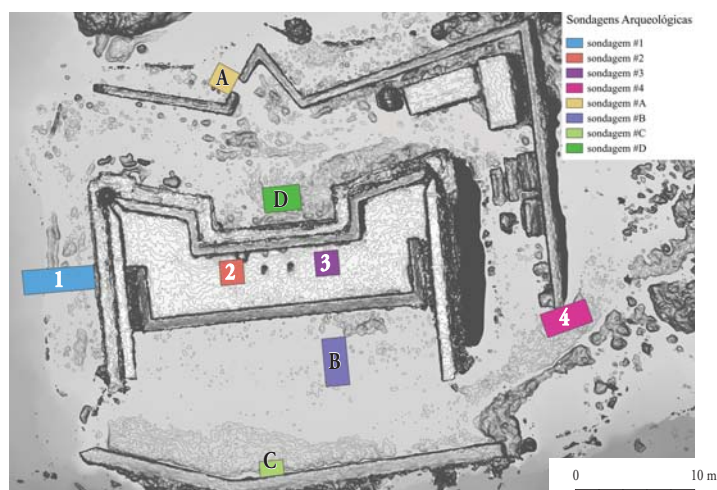 Sondagens Arqueológicas
sondagem #1
sondagem #2
sondagem #3
sondagem #4
sondagem #A
sondagem #B
sondagem #C
sondagem #D
A
D
1
2
3
4
B
C
0 10 m